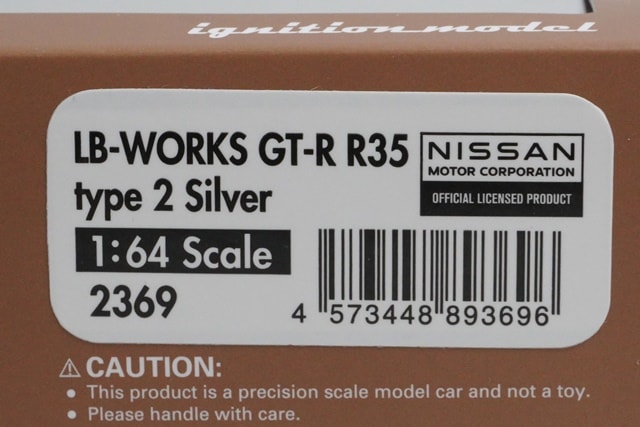 ignition model
LB-WORKS GT-R R35
type 2 Silver
NISSAN
MOTOR CORPORATION
OFFICIAL LICENSED PRODUCT
1:64 Scale
2369
4 573448 893696
⚠ CAUTION:
• This product is a precision scale model car and not a toy.
• Please handle with care.